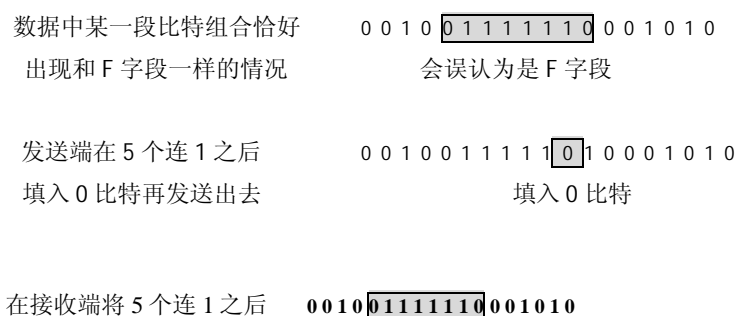 数据中某一段比特组合恰好 0 0 1 0 0 1 1 1 1 1 1 0 0 0 1 0 1 0
出现和 F 字段一样的情况 会误认为是 F 字段
发送端在 5 个连 1 之后 0 0 1 0 0 1 1 1 1 1 0 1 0 0 0 1 0 1 0
填入 0 比特再发送出去 填入 0 比特
在接收端将 5 个连 1 之后 0 0 1 0 0 1 1 1 1 1 1 0 0 0 1 0 1 0